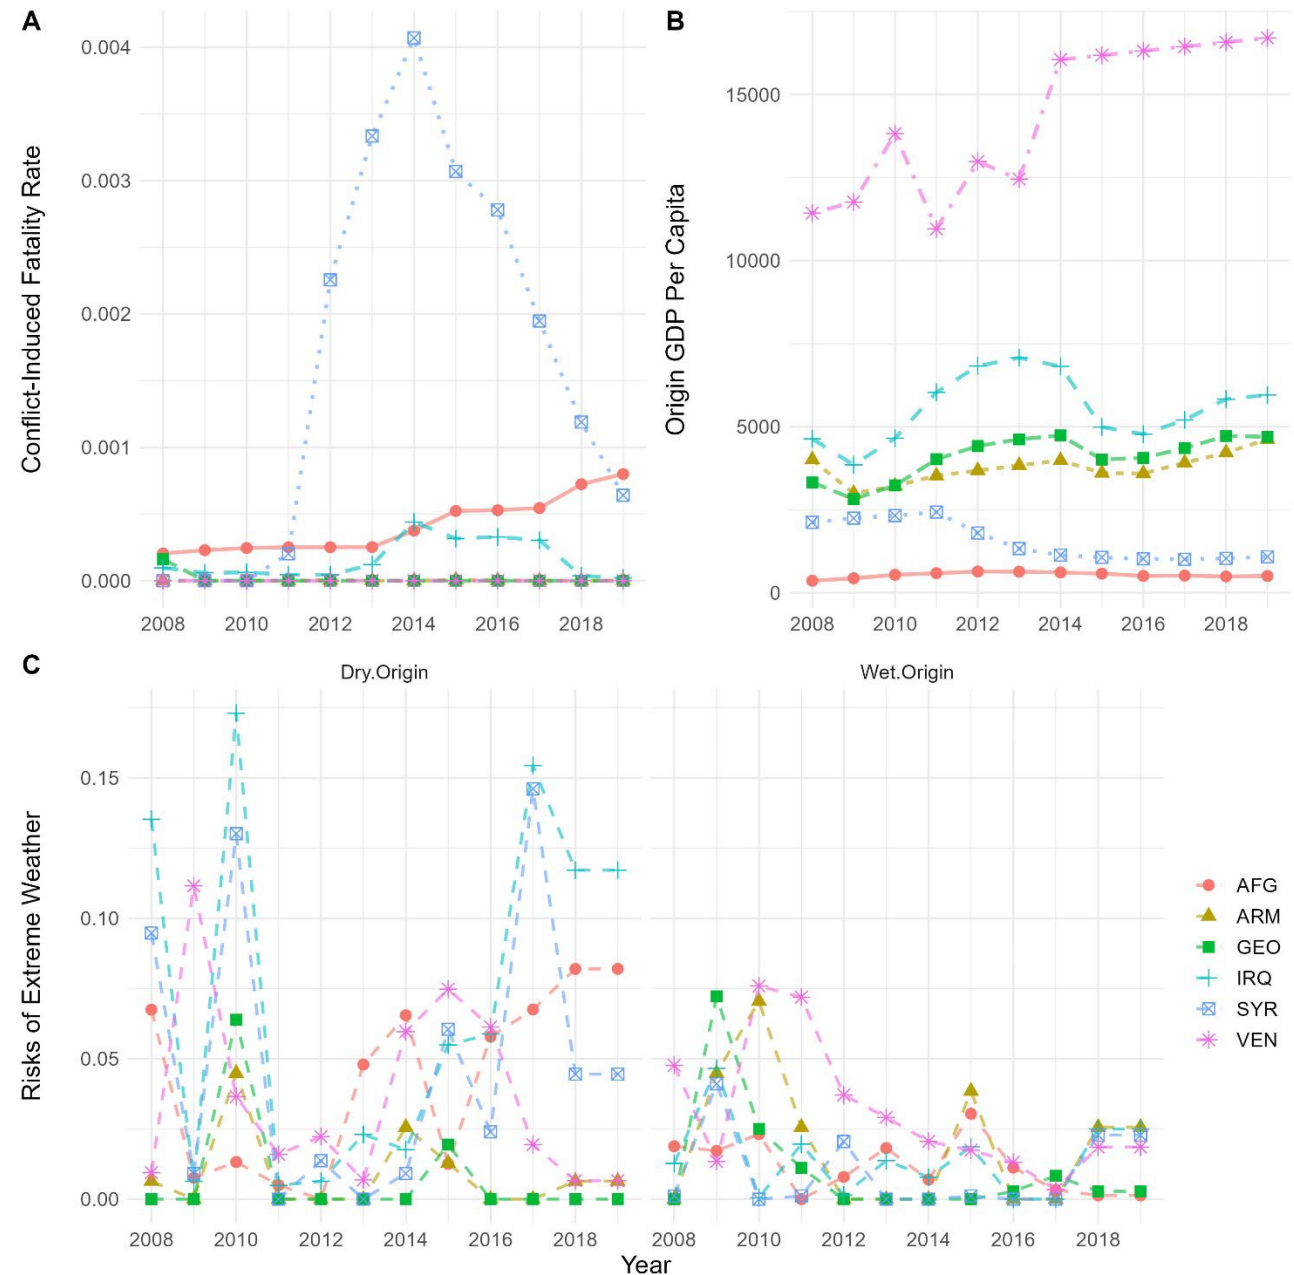 A
Conflict-Induced Fatality Rate
0.004
0.003
0.002
0.001
0.000
2008 2010 2012 2014 2016 2018
B
Origin GDP Per Capita
15000
10000
5000
0
2008 2010 2012 2014 2016 2018
C
Dry.Origin Wet.Origin
Risks of Extreme Weather
0.15
0.10
0.05
0.00
2008 2010 2012 2014 2016 2018 2008 2010 2012 2014 2016 2018
Year
AFG
ARM
GEO
IRQ
SYR
VEN